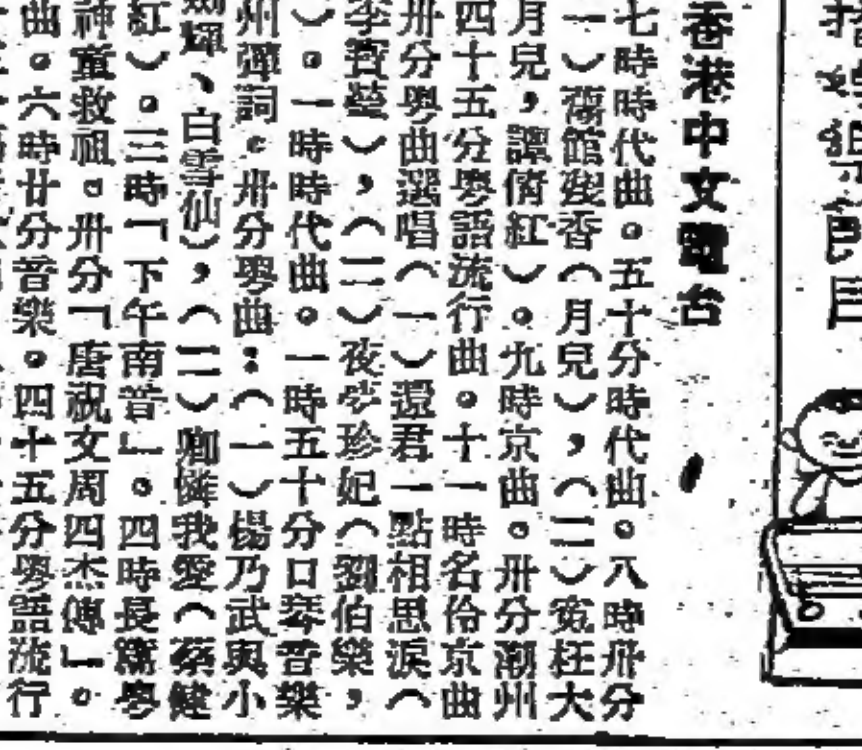 香港中文電台
七時時代曲。五十分時代曲。八時卅分
一）蕩館殘香（月兒），（二）冤枉大
月兒，譚倩紅）。九時京曲。卅分潮州
四十五分粵語流行曲。十一時名伶京曲
卅分粵曲選唱（一）還君一點相思淚（
李寶瑩），（二）夜夢珍妃（劉伯樂，
）。一時時代曲。一時五十分口琴音樂
州彈詞。卅分粵曲：（一）楊乃武與小
劍輝、白雪仙），（二）卿憐我愛（蔡健
紅）。三時「下午南音」。四時長篇粵
神童救祖。卅分「唐祝文周四杰傳」。
曲。六時廿分音樂。四十五分粵語流行